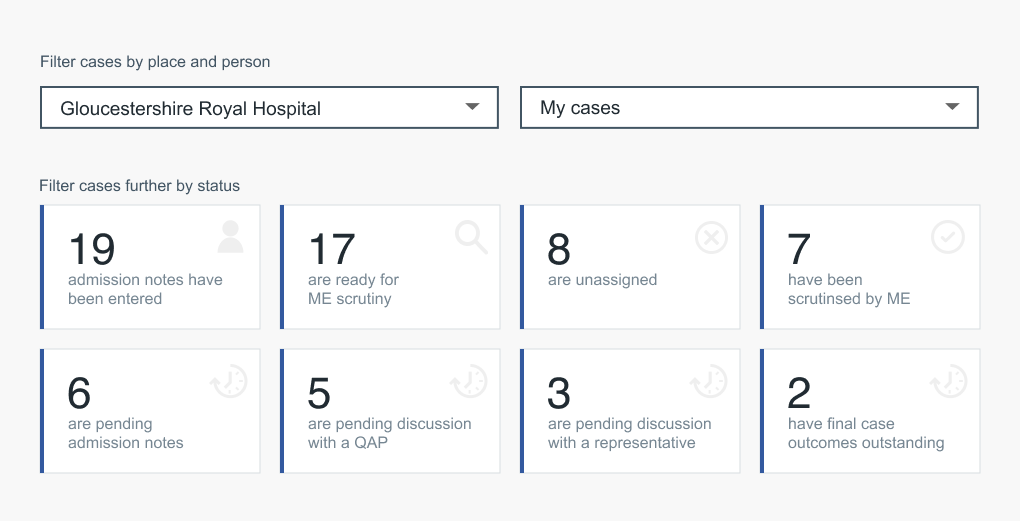 Filter cases by place and person
Gloucestershire Royal Hospital
My cases
Filter cases further by status
19
admission notes have
been entered
17
are ready for
ME scrutiny
8
are unassigned
7
have been
scrutinsed by ME
6
are pending
admission notes
5
are pending discussion
with a QAP
3
are pending discussion
with a representative
2
have final case
outcomes outstanding